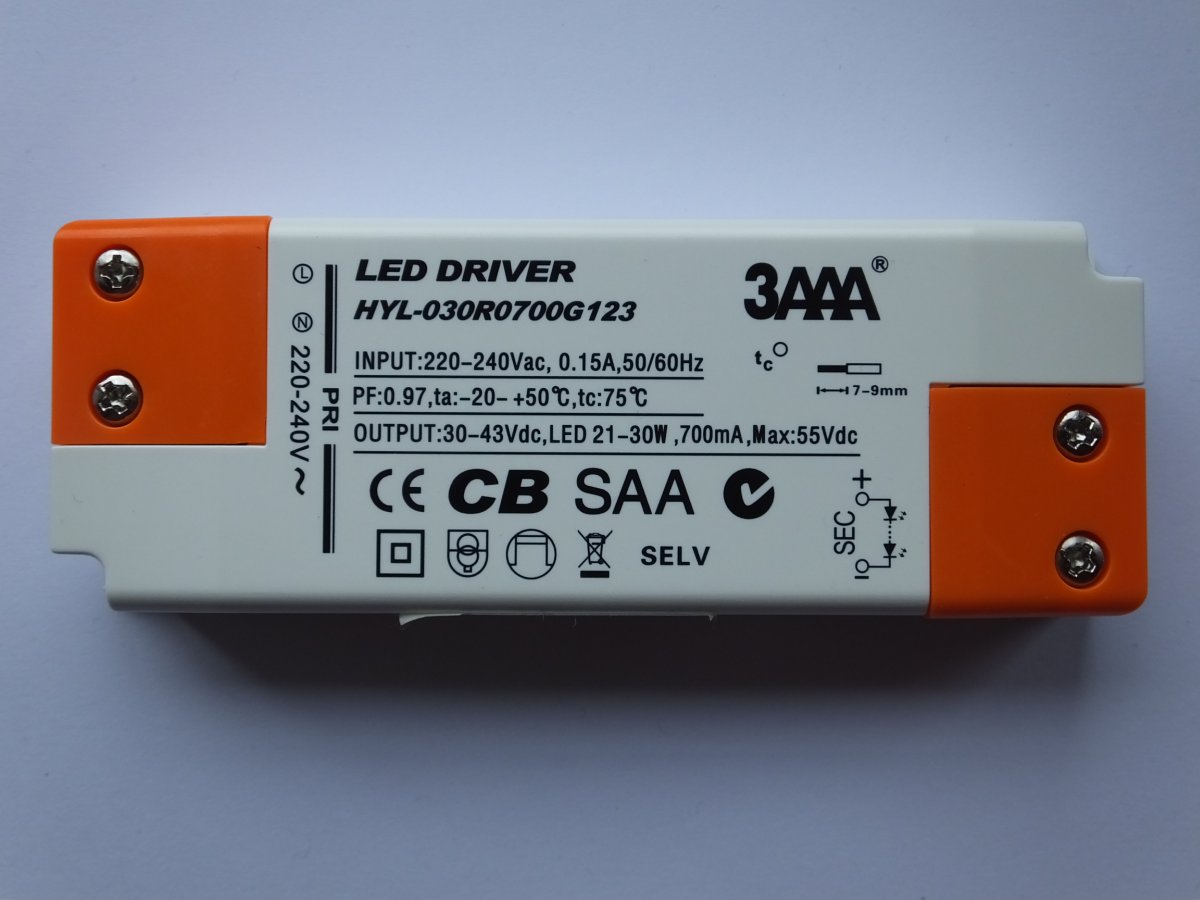 LED DRIVER
HYL-030R0700G123
3AAA®
INPUT:220-240Vac, 0.15A,50/60Hz
PF:0.97,ta:-20- +50℃,tc:75℃
OUTPUT:30-43Vdc,LED 21-30W ,700mA,Max:55Vdc
CE CB SAA
SELV
L
N
220-240V~
PRI
tc
7-9mm
SEC
+
-